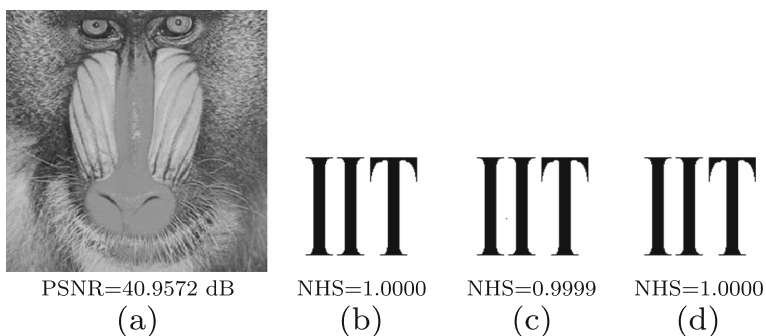 IIT IIT IIT
PSNR=40.9572 dB NHS=1.0000 NHS=0.9999 NHS=1.0000
(a) (b) (c) (d)